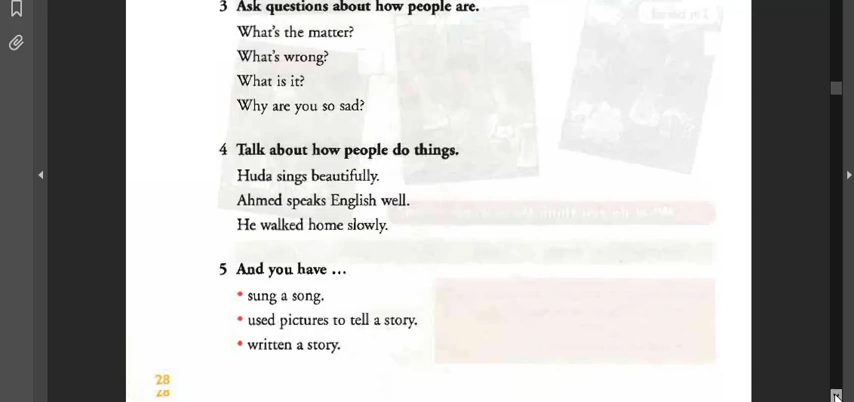 3 Ask questions about how people are.
What's the matter?
What's wrong?
What is it?
Why are you so sad?
4 Talk about how people do things.
Huda sings beautifully.
Ahmed speaks English well.
He walked home slowly.
5 And you have ...
• sung a song.
• used pictures to tell a story.
• written a story.
28